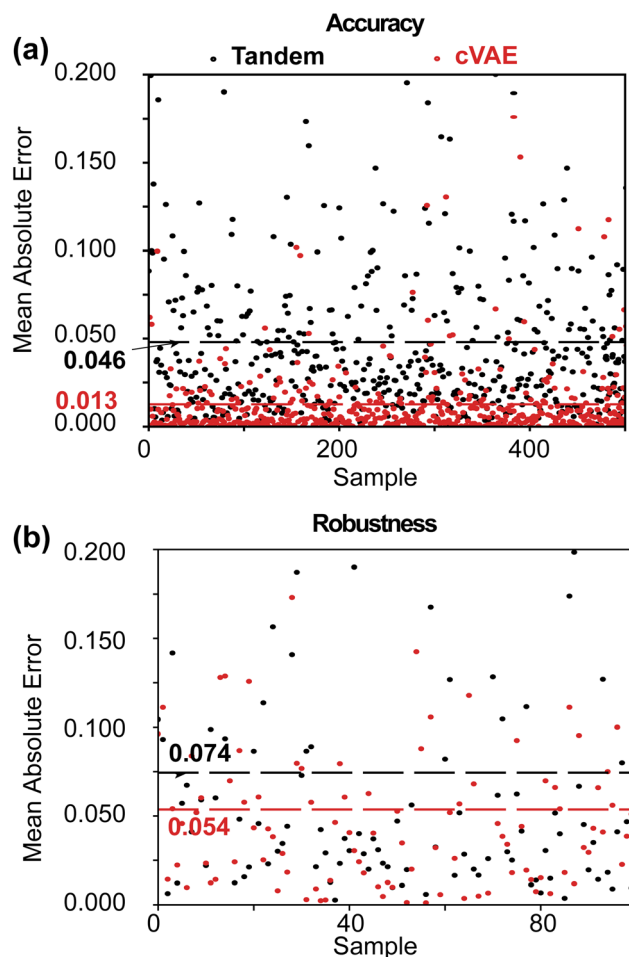 Accuracy
(a)
Tandem cVAE
0.200
0.150
0.100
0.050
0.046
0.013
0.000
Mean Absolute Error
0 200 400
Sample
(b)
Robustness
0.200
0.150
0.100
0.074
0.050
0.054
0.000
Mean Absolute Error
0 40 80
Sample